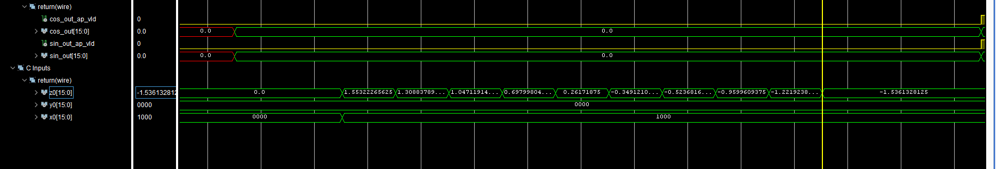 return(wire)
cos_out_ap_vld 0
cos_out[15:0] 0.0 0.0 0.0
sin_out_ap_vld 0
sin_out[15:0] 0.0 0.0 0.0
C Inputs
return(wire)
z0[15:0] -1.536132812 0.0 1.55322265625 1.30883789... 1.04711914... 0.69799804... 0.26171875 -0.3491210... -0.5236816... -0.9599609375 -1.2219238... -1.5361328125
y0[15:0] 0000 0000
x0[15:0] 1000 0000 1000